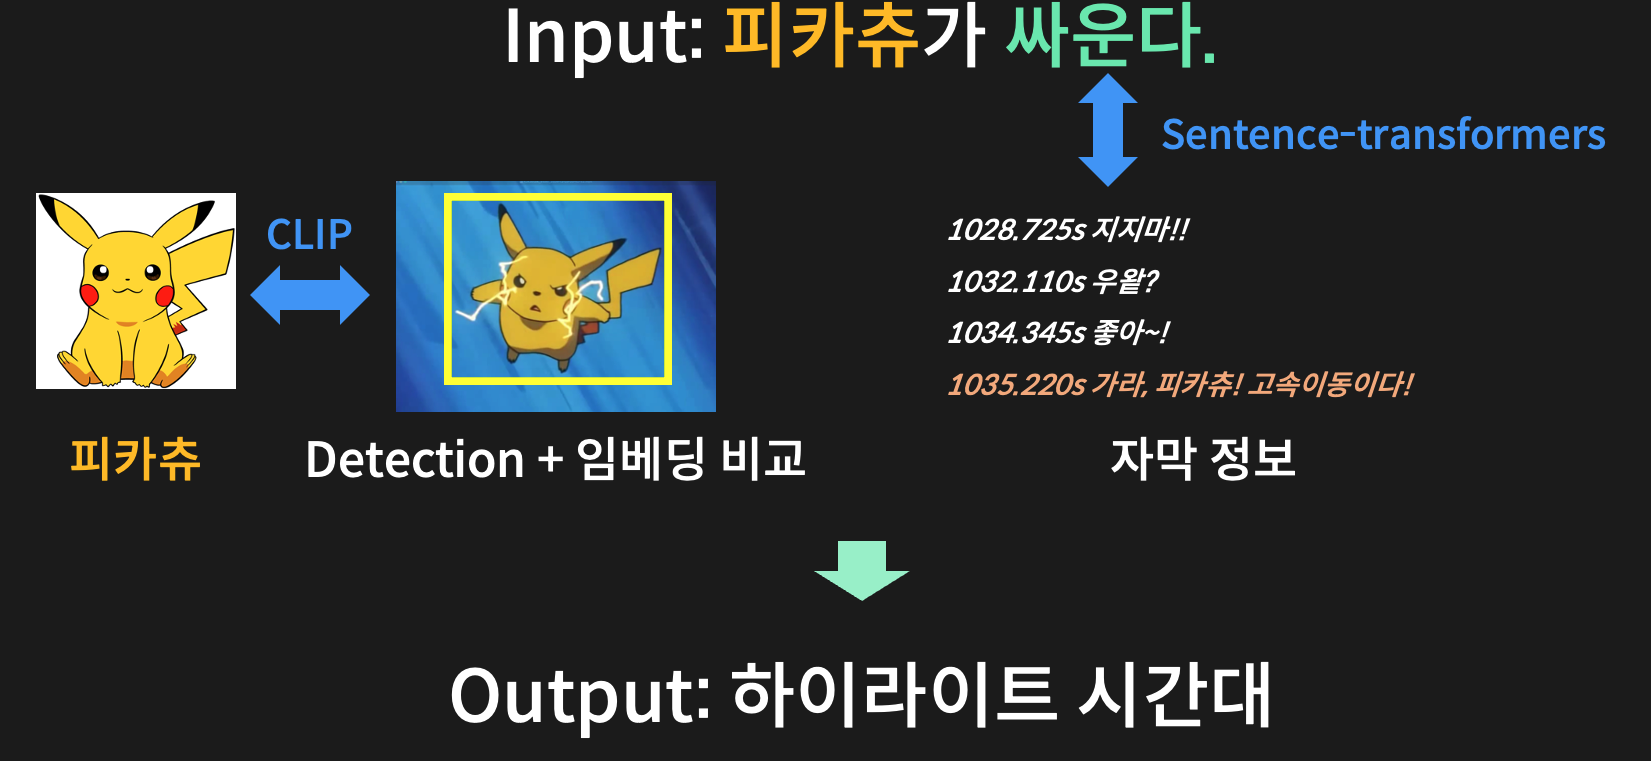 Input: 피카츄가 싸운다.
Sentence-transformers
CLIP
1028.725s 지지마!!
1032.110s 우왙?
1034.345s 좋아~!
1035.220s 가라, 피카츄! 고속이동이다!
피카츄
Detection + 임베딩 비교
자막 정보
Output: 하이라이트 시간대